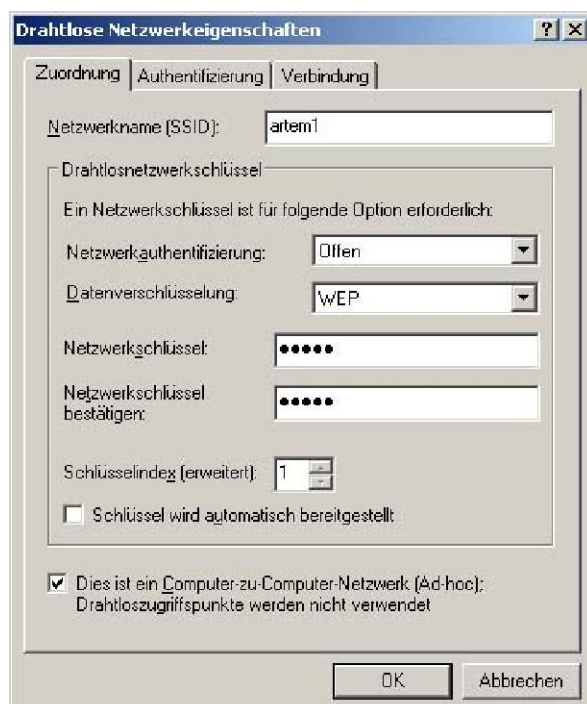 Drahtlose Netzwerkeigenschaften
Zuordnung Authentifizierung Verbindung
Netzwerkname (SSID): artem1
Drahtlosnetzwerkschlüssel
Ein Netzwerkschlüssel ist für folgende Option erforderlich:
Netzwerkauthentifizierung: Offen
Datenverschlüsselung: WEP
Netzwerkschlüssel: •••••
Netzwerkschlüssel
bestätigen: •••••
Schlüsselindex (erweitert): 1
Schlüssel wird automatisch bereitgestellt
Dies ist ein Computer-zu-Computer-Netzwerk (Ad-hoc);
Drahtloszugriffspunkte werden nicht verwendet
OK Abbrechen